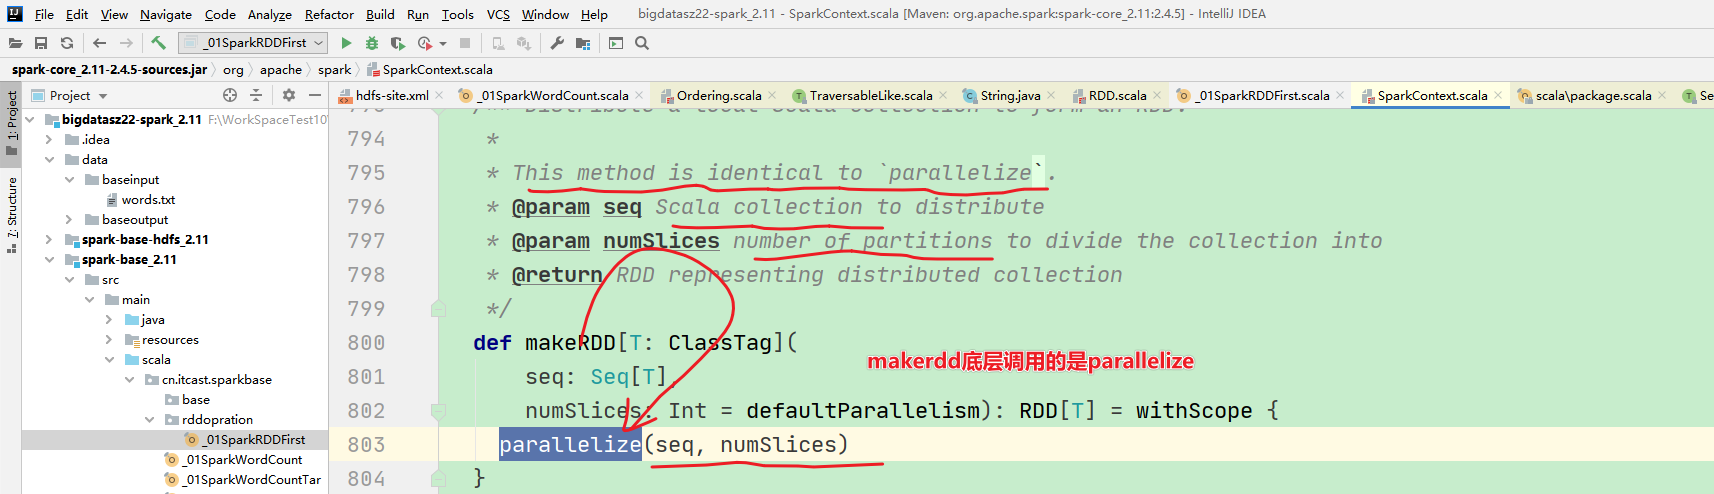 File Edit View Navigate Code Analyze Refactor Build Run Tools VCS Window Help bigdatasz22-spark_2.11 - SparkContext.scala [Maven: org.apache.spark:spark-core_2.11:2.4.5] - IntelliJ IDEA
_01SparkRDDFirst
spark-core_2.11-2.4.5-sources.jar org apache spark SparkContext.scala
Project hdfs-site.xml _01SparkWordCount.scala Ordering.scala TraversableLike.scala String.java RDD.scala _01SparkRDDFirst.scala SparkContext.scala scala\package.scala Se
1: Project
7: Structure
bigdatasz22-spark_2.11 F:\WorkSpaceTest10\
.idea
data
baseinput
words.txt
baseoutput
spark-base-hdfs_2.11
spark-base_2.11
src
main
java
resources
scala
cn.itcast.sparkbase
base
rddopration
_01SparkRDDFirst
_01SparkWordCount
_01SparkWordCountTar
794 *
795 * This method is identical to `parallelize`.
796 * @param seq Scala collection to distribute
797 * @param numSlices number of partitions to divide the collection into
798 * @return RDD representing distributed collection
799 */
800 def makeRDD[T: ClassTag](
801 seq: Seq[T],
802 numSlices: Int = defaultParallelism): RDD[T] = withScope {
803 parallelize(seq, numSlices)
804 }
makerdd底层调用的是parallelize